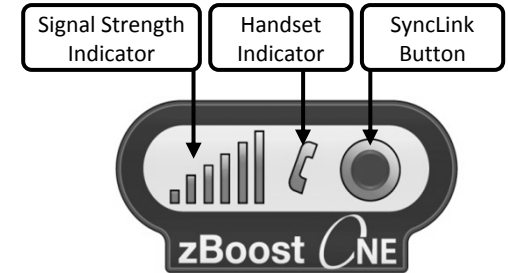 Signal Strength
Indicator
Handset
Indicator
SyncLink
Button
zBoost ONE